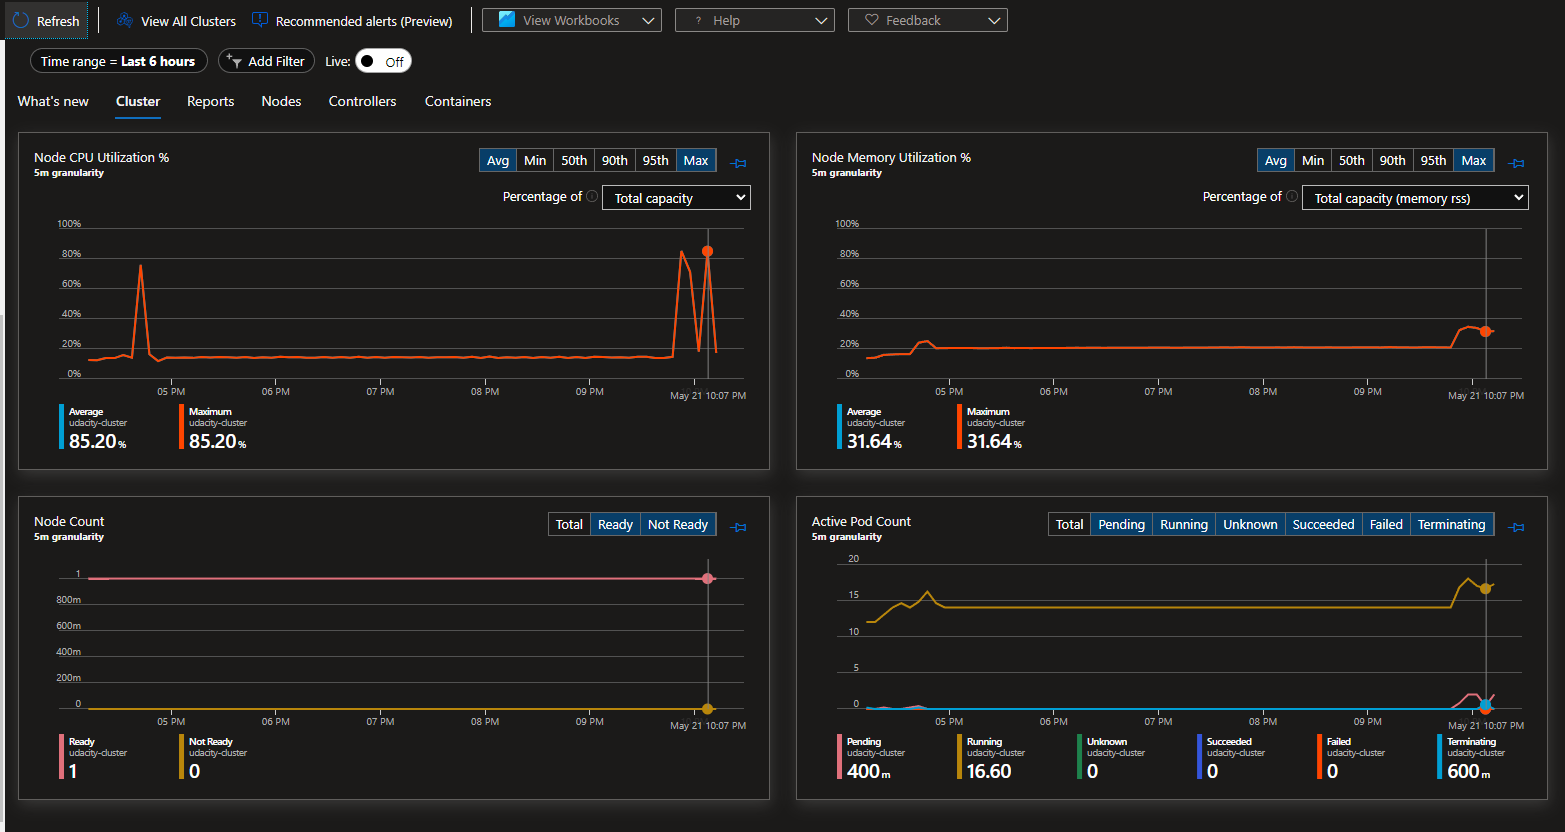 Refresh
View All Clusters
Recommended alerts (Preview)
View Workbooks
? Help
Feedback
Time range = Last 6 hours
Add Filter
Live: Off
What's new Cluster Reports Nodes Controllers Containers
Node CPU Utilization %
5m granularity
Avg Min 50th 90th 95th Max
Percentage of Total capacity
100%
80%
60%
40%
20%
0%
05 PM 06 PM 07 PM 08 PM 09 PM
May 21 10:07 PM
Average
udacity-cluster
85.20 %
Maximum
udacity-cluster
85.20 %
Node Memory Utilization %
5m granularity
Avg Min 50th 90th 95th Max
Percentage of Total capacity (memory rss)
100%
80%
60%
40%
20%
0%
05 PM 06 PM 07 PM 08 PM 09 PM
May 21 10:07 PM
Average
udacity-cluster
31.64 %
Maximum
udacity-cluster
31.64 %
Node Count
5m granularity
Total Ready Not Ready
1
800m
600m
400m
200m
0
05 PM 06 PM 07 PM 08 PM 09 PM
May 21 10:07 PM
Ready
udacity-cluster
1
Not Ready
udacity-cluster
0
Active Pod Count
5m granularity
Total Pending Running Unknown Succeeded Failed Terminating
20
15
10
5
0
05 PM 06 PM 07 PM 08 PM 09 PM
May 21 10:07 PM
Pending
udacity-cluster
400 m
Running
udacity-cluster
16.60
Unknown
udacity-cluster
0
Succeeded
udacity-cluster
0
Failed
udacity-cluster
0
Terminating
udacity-cluster
600 m